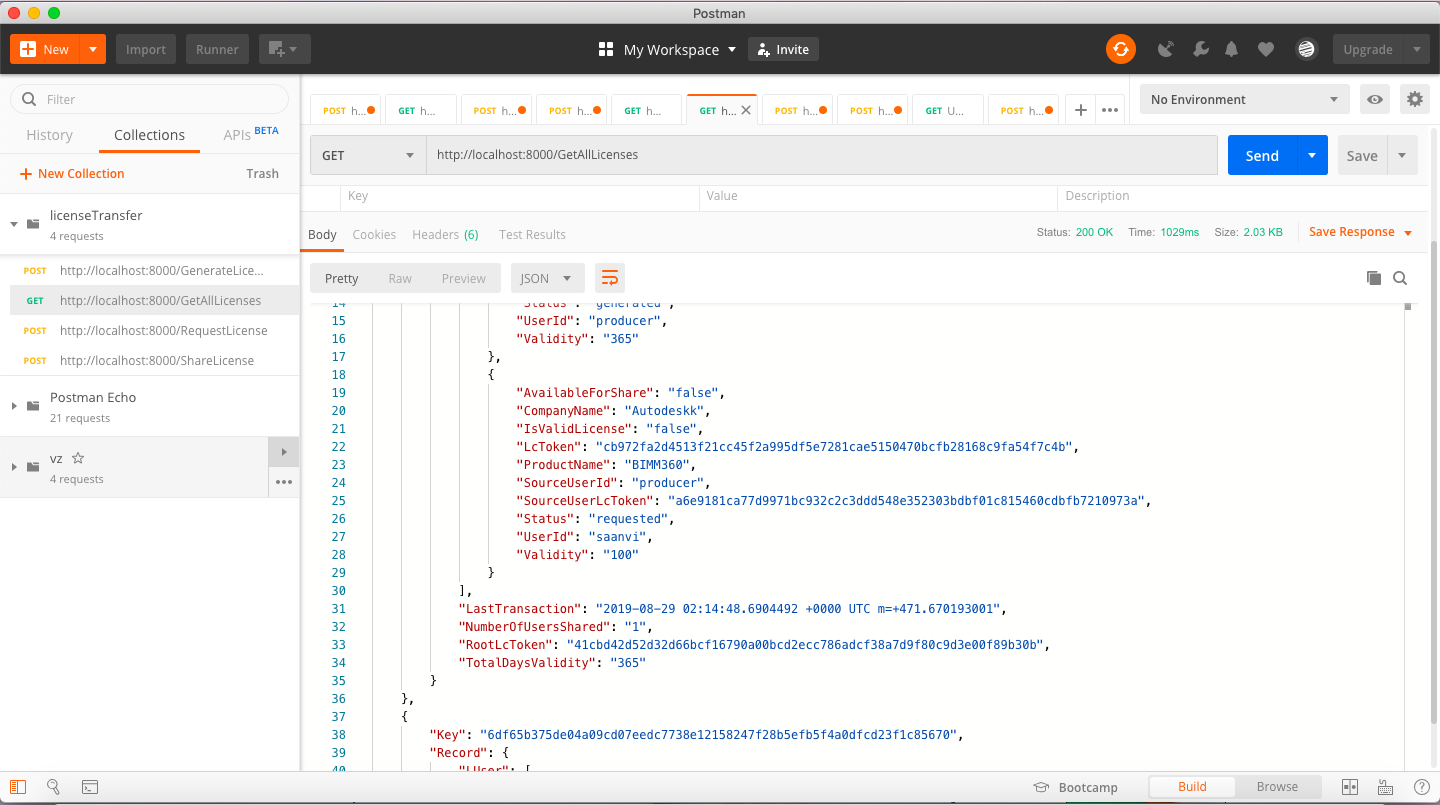 Postman
New
Import
Runner
My Workspace
Invite
Upgrade
Filter
History
Collections
APIs BETA
New Collection
Trash
licenseTransfer
4 requests
POST http://localhost:8000/GenerateLice...
GET http://localhost:8000/GetAllLicenses
POST http://localhost:8000/RequestLicense
POST http://localhost:8000/ShareLicense
Postman Echo
21 requests
vz
4 requests
POST h...
GET h...
POST h...
POST h...
GET h...
GET h...
POST h...
POST h...
GET U...
POST h...
No Environment
GET
http://localhost:8000/GetAllLicenses
Send
Save
Key
Value
Description
Body
Cookies
Headers (6)
Test Results
Status: 200 OK
Time: 1029ms
Size: 2.03 KB
Save Response
Pretty
Raw
Preview
JSON
14 "Status": "generated",
15 "UserId": "producer",
16 "Validity": "365"
17 },
18 {
19 "AvailableForShare": "false",
20 "CompanyName": "Autodeskk",
21 "IsValidLicense": "false",
22 "LcToken": "cb972fa2d4513f21cc45f2a995df5e7281cae5150470bcfb28168c9fa54f7c4b",
23 "ProductName": "BIMM360",
24 "SourceUserId": "producer",
25 "SourceUserLcToken": "a6e9181ca77d9971bc932c2c3ddd548e352303bdbf01c815460cdbfb7210973a",
26 "Status": "requested",
27 "UserId": "saanvi",
28 "Validity": "100"
29 }
30 ],
31 "LastTransaction": "2019-08-29 02:14:48.6904492 +0000 UTC m=+471.670193001",
32 "NumberOfUsersShared": "1",
33 "RootLcToken": "41cbd42d52d32d66bcf16790a00bcd2ecc786adcf38a7d9f80c9d3e00f89b30b",
34 "TotalDaysValidity": "365"
35 }
36 },
37 {
38 "Key": "6df65b375de04a09cd07eedc7738e12158247f28b5efb5f4a0dfcd23f1c85670",
39 "Record": {
40 "LUser": [
Bootcamp
Build
Browse